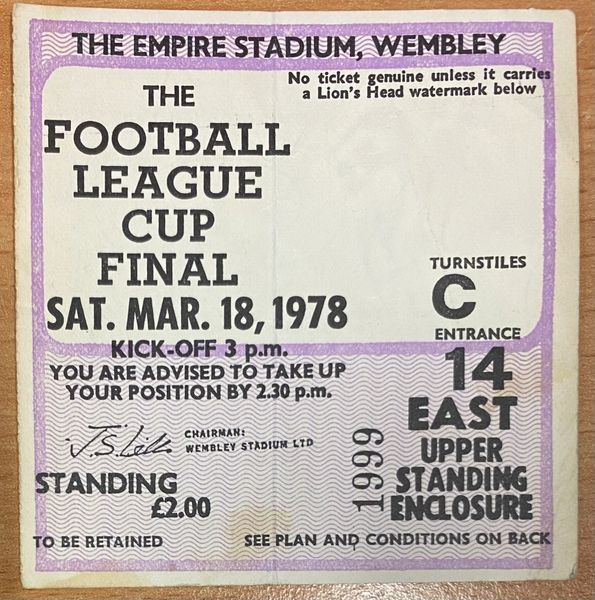 THE EMPIRE STADIUM, WEMBLEY
No ticket genuine unless it carries
a Lion's Head watermark below
THE
FOOTBALL
LEAGUE
CUP
FINAL
SAT. MAR. 18, 1978
KICK-OFF 3 p.m.
YOU ARE ADVISED TO TAKE UP
YOUR POSITION BY 2.30 p.m.
CHAIRMAN:
WEMBLEY STADIUM LTD
STANDING
£2.00
TURNSTILES
C
ENTRANCE
14
EAST
UPPER
STANDING
ENCLOSURE
1999
TO BE RETAINED
SEE PLAN AND CONDITIONS ON BACK